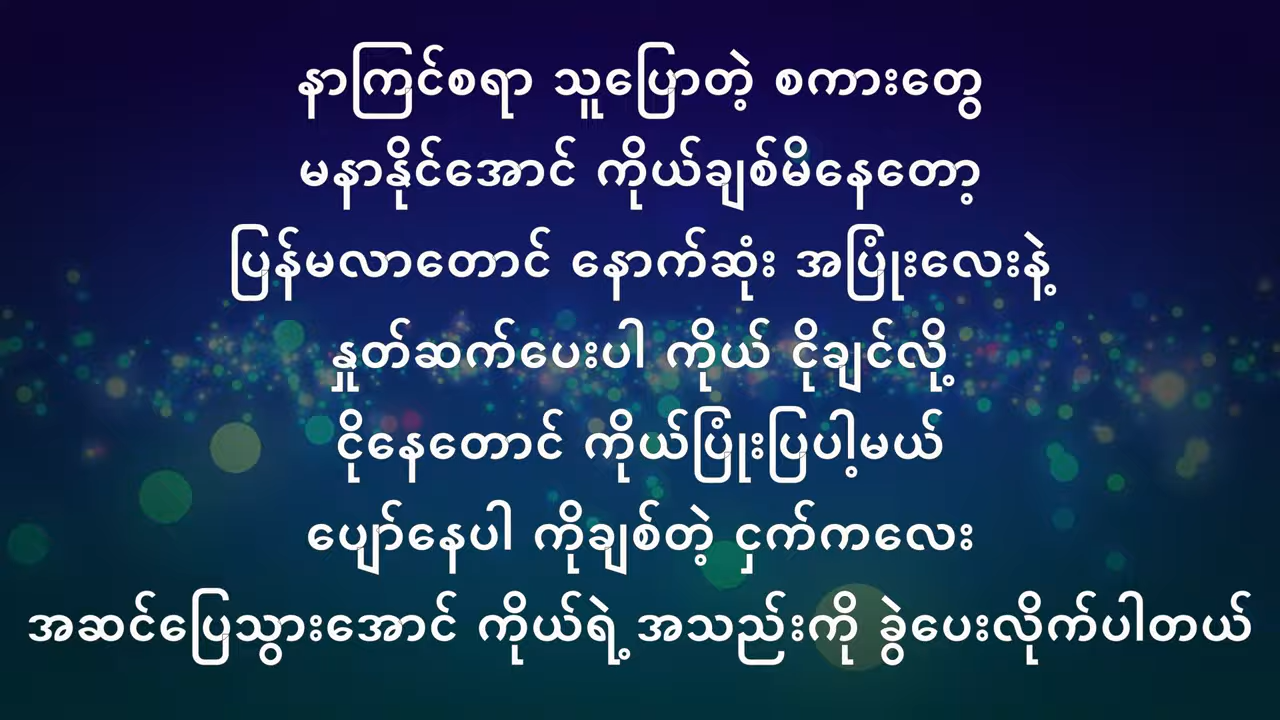 နာကြင်စရာ သူပြောတဲ့ စကားတွေ
မနာနိုင်အောင် ကိုယ်ချစ်မိနေတော့
ပြန်မလာတောင် နောက်ဆုံး အပြုံးလေးနဲ့
နှုတ်ဆက်ပေးပါ ကိုယ် ငိုချင်လို့
ငိုနေတောင် ကိုယ်ပြုံးပြပါ့မယ်
ပျော်နေပါ ကိုချစ်တဲ့ ငှက်ကလေး
အဆင်ပြေသွားအောင် ကိုယ်ရဲ့ အသည်းကို ခွဲပေးလိုက်ပါတယ်